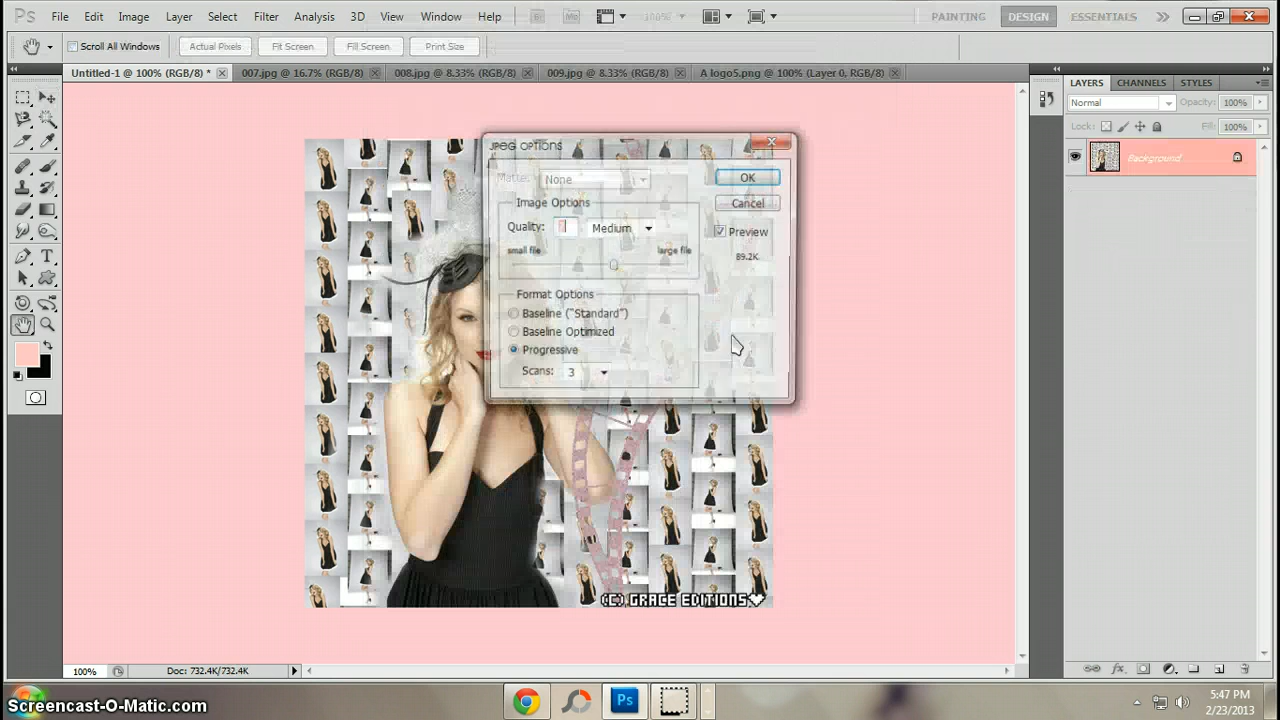 Ps File Edit Image Layer Select Filter Analysis 3D View Window Help Br Mb 100% PAINTING DESIGN ESSENTIALS
Scroll All Windows Actual Pixels Fit Screen Fill Screen Print Size
Untitled-1 @ 100% (RGB/8) * 007.jpg @ 16.7% (RGB/8) 008.jpg @ 8.33% (RGB/8) 009.jpg @ 8.33% (RGB/8) A logo5.png @ 100% (Layer 0, RGB/8)
LAYERS CHANNELS STYLES
Normal Opacity: 100%
Lock: Fill: 100%
Background
JPEG OPTIONS
Matte: None
OK
Image Options
Cancel
Quality: Medium
Preview
small file large file
89.2K
Format Options
Baseline ("Standard")
Baseline Optimized
Progressive
Scans: 3
(C) GRACE EDITIONS
100% Doc: 732.4K/732.4K
fx
Ps
5:47 PM
2/23/2013
Screencast-O-Matic.com